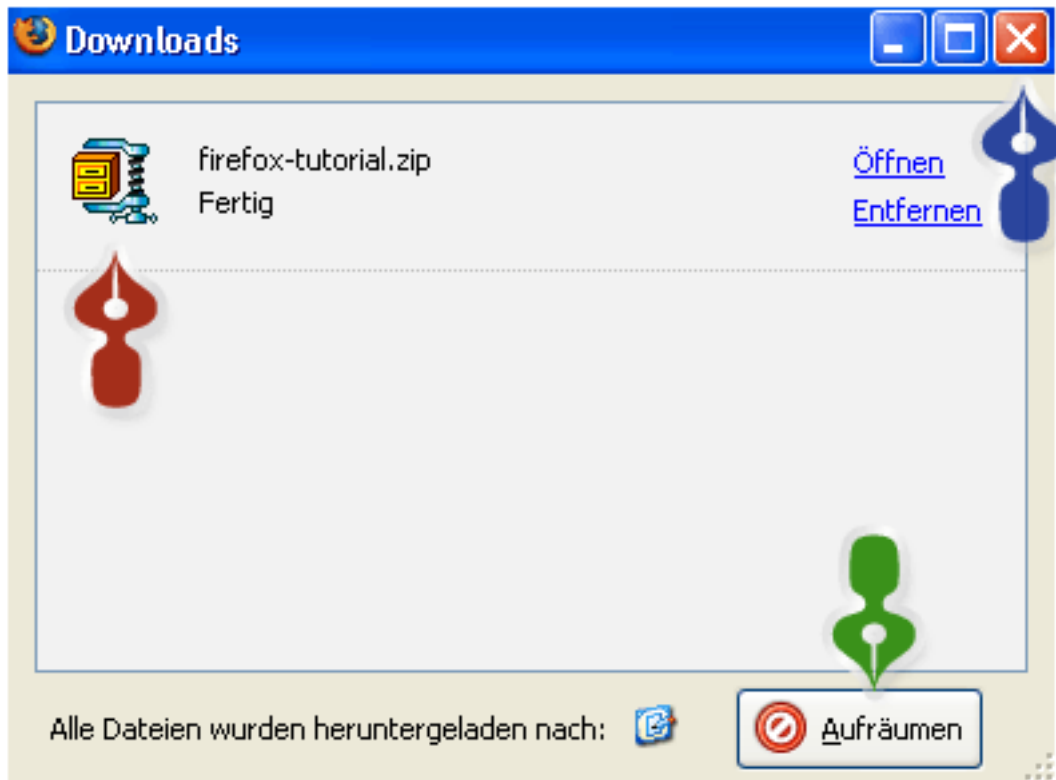 Downloads
firefox-tutorial.zip
Öffnen
Fertig
Entfernen
Alle Dateien wurden heruntergeladen nach:
Aufräumen